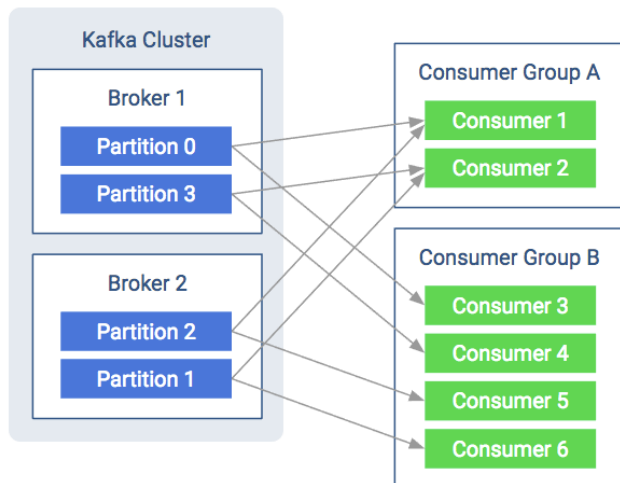 Kafka Cluster
Broker 1
Partition 0
Partition 3
Broker 2
Partition 2
Partition 1
Consumer Group A
Consumer 1
Consumer 2
Consumer Group B
Consumer 3
Consumer 4
Consumer 5
Consumer 6